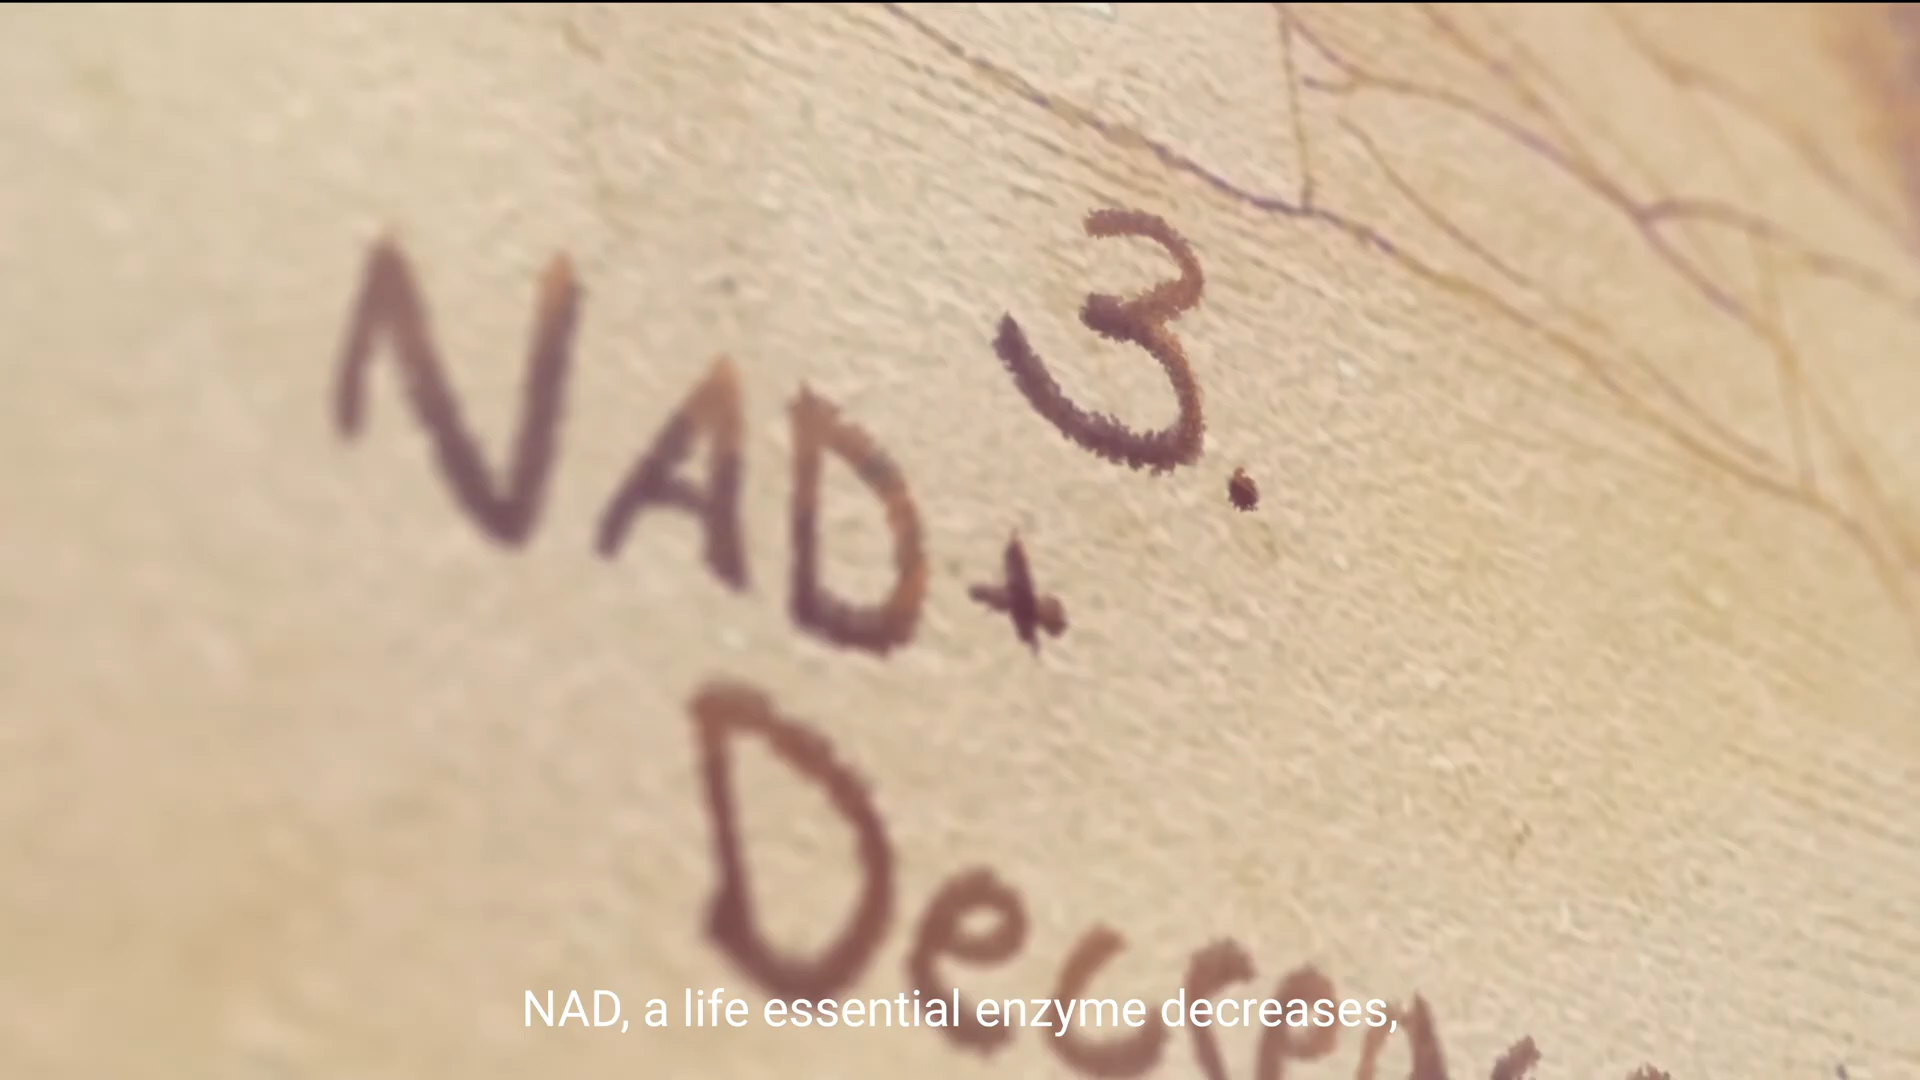 3.
NAD+
NAD, a life essential enzyme decreases,